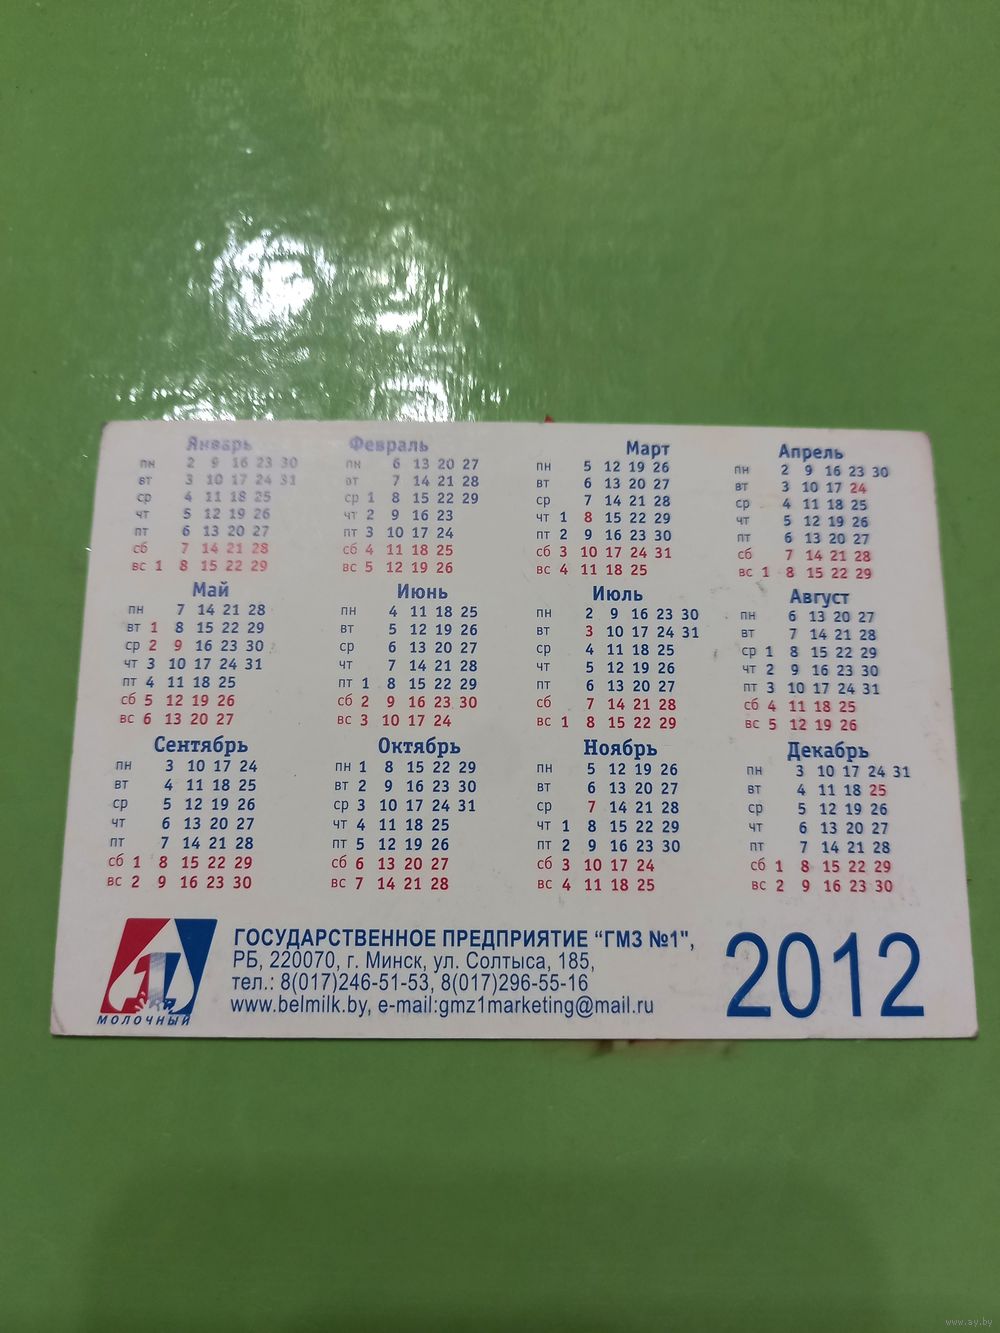 Январь Февраль Март Апрель
пн 2 9 16 23 30 пн 6 13 20 27 пн 5 12 19 26 пн 2 9 16 23 30
вт 3 10 17 24 31 вт 7 14 21 28 вт 6 13 20 27 вт 3 10 17 24
ср 4 11 18 25 ср 1 8 15 22 29 ср 7 14 21 28 ср 4 11 18 25
чт 5 12 19 26 чт 2 9 16 23 чт 1 8 15 22 29 чт 5 12 19 26
пт 6 13 20 27 пт 3 10 17 24 пт 2 9 16 23 30 пт 6 13 20 27
сб 7 14 21 28 сб 4 11 18 25 сб 3 10 17 24 31 сб 7 14 21 28
вс 1 8 15 22 29 вс 5 12 19 26 вс 4 11 18 25 вс 1 8 15 22 29
Май Июнь Июль Август
пн 7 14 21 28 пн 4 11 18 25 пн 2 9 16 23 30 пн 6 13 20 27
вт 1 8 15 22 29 вт 5 12 19 26 вт 3 10 17 24 31 вт 7 14 21 28
ср 2 9 16 23 30 ср 6 13 20 27 ср 4 11 18 25 ср 1 8 15 22 29
чт 3 10 17 24 31 чт 7 14 21 28 чт 5 12 19 26 чт 2 9 16 23 30
пт 4 11 18 25 пт 1 8 15 22 29 пт 6 13 20 27 пт 3 10 17 24 31
сб 5 12 19 26 сб 2 9 16 23 30 сб 7 14 21 28 сб 4 11 18 25
вс 6 13 20 27 вс 3 10 17 24 вс 1 8 15 22 29 вс 5 12 19 26
Сентябрь Октябрь Ноябрь Декабрь
пн 3 10 17 24 пн 1 8 15 22 29 пн 5 12 19 26 пн 3 10 17 24 31
вт 4 11 18 25 вт 2 9 16 23 30 вт 6 13 20 27 вт 4 11 18 25
ср 5 12 19 26 ср 3 10 17 24 31 ср 7 14 21 28 ср 5 12 19 26
чт 6 13 20 27 чт 4 11 18 25 чт 1 8 15 22 29 чт 6 13 20 27
пт 7 14 21 28 пт 5 12 19 26 пт 2 9 16 23 30 пт 7 14 21 28
сб 1 8 15 22 29 сб 6 13 20 27 сб 3 10 17 24 сб 1 8 15 22 29
вс 2 9 16 23 30 вс 7 14 21 28 вс 4 11 18 25 вс 2 9 16 23 30
1
МОЛОЧНЫЙ
ГОСУДАРСТВЕННОЕ ПРЕДПРИЯТИЕ "ГМЗ №1",
РБ, 220070, г. Минск, ул. Солтыса, 185,
тел.: 8(017)246-51-53, 8(017)296-55-16
www.belmilk.by, e-mail:gmz1marketing@mail.ru
2012
www.ay.by